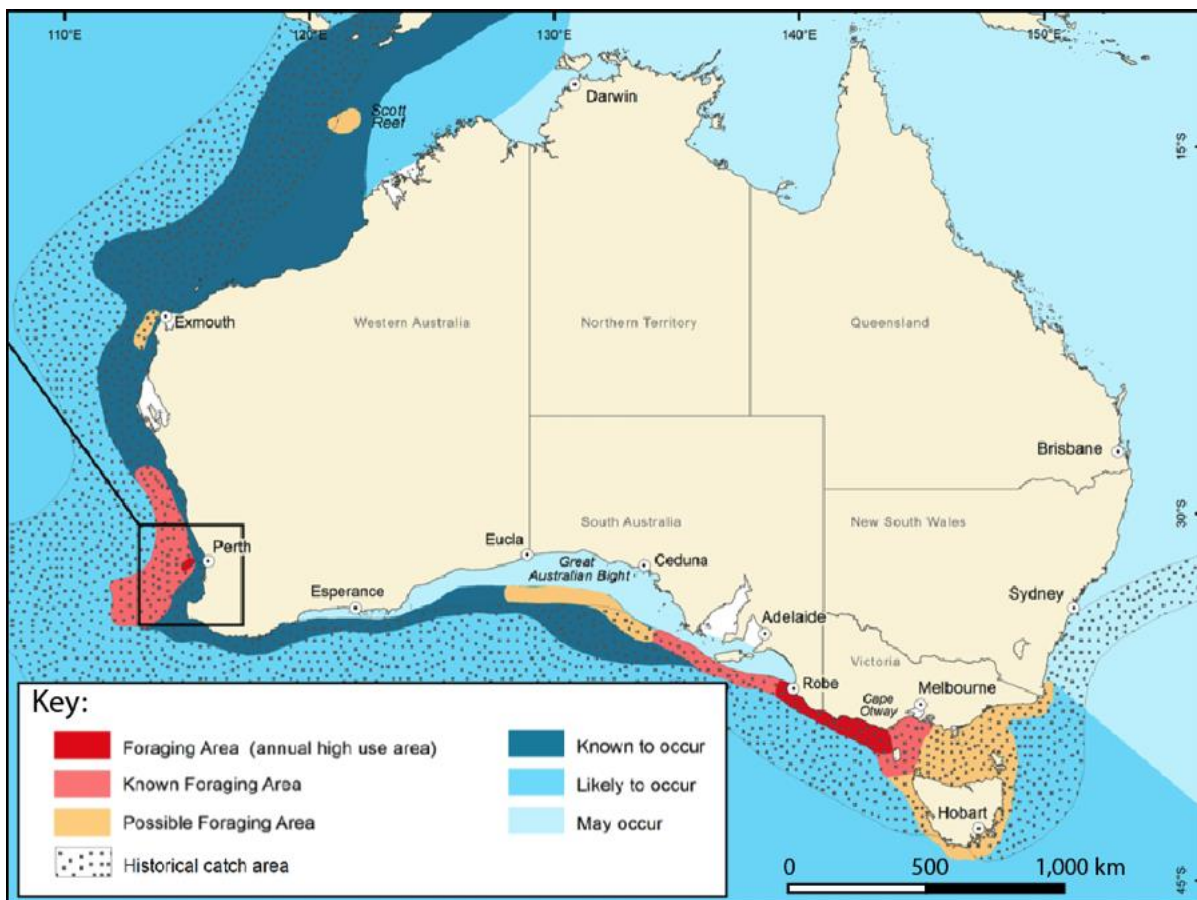 110°E
120°E
130°E
140°E
150°E
Darwin
Scott
Reef
15°S
Exmouth
Western Australia
Northern Territory
Queensland
Brisbane
30°S
South Australia
New South Wales
Perth
Eucla
Great
Australian Bight
Ceduna
Esperance
Sydney
Adelaide
Victoria
Robe
Cape
Otway
Melbourne
Hobart
45°S
Key:
Foraging Area (annual high use area)
Known Foraging Area
Possible Foraging Area
Historical catch area
Known to occur
Likely to occur
May occur
0 500 1,000 km